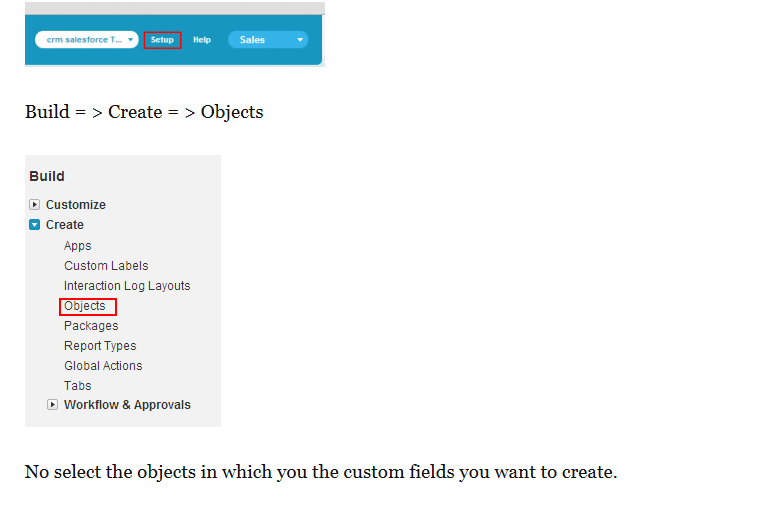 crm salesforce T... Setup Help Sales
Build = > Create = > Objects
Build
Customize
Create
Apps
Custom Labels
Interaction Log Layouts
Objects
Packages
Report Types
Global Actions
Tabs
Workflow & Approvals
No select the objects in which you the custom fields you want to create.